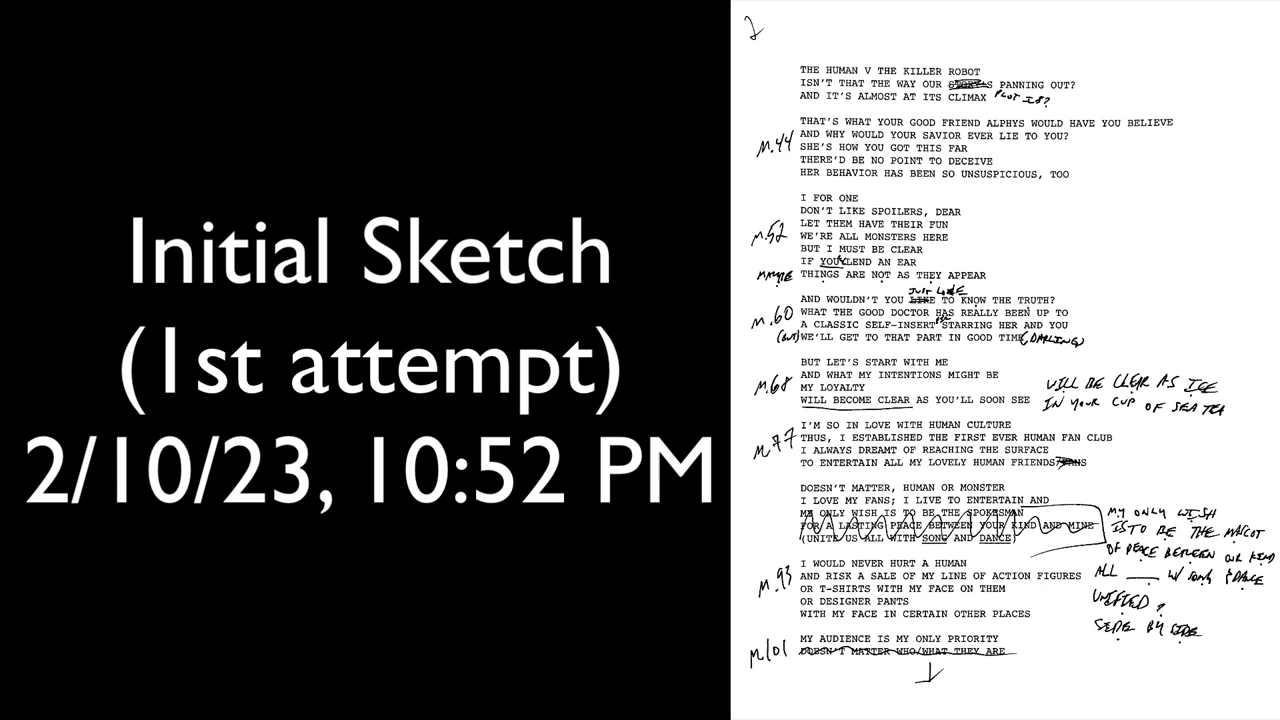 Initial Sketch
(1st attempt)
2/10/23, 10:52 PM
2
THE HUMAN V THE KILLER ROBOT
ISN'T THAT THE WAY OUR STORY IS PANNING OUT?
PLOT IS?
AND IT'S ALMOST AT ITS CLIMAX
THAT'S WHAT YOUR GOOD FRIEND ALPHYS WOULD HAVE YOU BELIEVE
m.44 AND WHY WOULD YOUR SAVIOR EVER LIE TO YOU?
SHE'S HOW YOU GOT THIS FAR
THERE'D BE NO POINT TO DECEIVE
HER BEHAVIOR HAS BEEN SO UNSUSPICIOUS, TOO
I FOR ONE
DON'T LIKE SPOILERS, DEAR
LET THEM HAVE THEIR FUN
m.52 WE'RE ALL MONSTERS HERE
BUT I MUST BE CLEAR
IF YOU'LL LEND AN EAR
MAYBE THINGS ARE NOT AS THEY APPEAR
JUST LOVE
AND WOULDN'T YOU LIKE TO KNOW THE TRUTH?
m.60 WHAT THE GOOD DOCTOR HAS REALLY BEEN UP TO
A CLASSIC SELF-INSERT STARRING HER AND YOU
(BUT) WE'LL GET TO THAT PART IN GOOD TIME (DARLING)
BUT LET'S START WITH ME
AND WHAT MY INTENTIONS MIGHT BE
m.68 MY LOYALTY
WILL BECOME CLEAR AS YOU'LL SOON SEE
WILL BE CLEAR AS ICE
IN YOUR CUP OF SEA TEA
I'M SO IN LOVE WITH HUMAN CULTURE
m.77 THUS, I ESTABLISHED THE FIRST EVER HUMAN FAN CLUB
I ALWAYS DREAMT OF REACHING THE SURFACE
TO ENTERTAIN ALL MY LOVELY HUMAN FRIENDS/FANS
DOESN'T MATTER, HUMAN OR MONSTER
I LOVE MY FANS; I LIVE TO ENTERTAIN AND
MY ONLY WISH IS TO BE THE SPOKESMAN
FOR A LASTING PEACE BETWEEN YOUR KIND AND MINE
(UNITE US ALL WITH SONG AND DANCE)
MY ONLY WISH
IS TO BE THE MASCOT
OF PEACE BETWEEN OUR KIND
ALL ___ w/ SONG & DANCE
UNIFIED?
SIDE BY SIDE
I WOULD NEVER HURT A HUMAN
m.93 AND RISK A SALE OF MY LINE OF ACTION FIGURES
OR T-SHIRTS WITH MY FACE ON THEM
OR DESIGNER PANTS
WITH MY FACE IN CERTAIN OTHER PLACES
m.101 MY AUDIENCE IS MY ONLY PRIORITY
DOESN'T MATTER WHO/WHAT THEY ARE